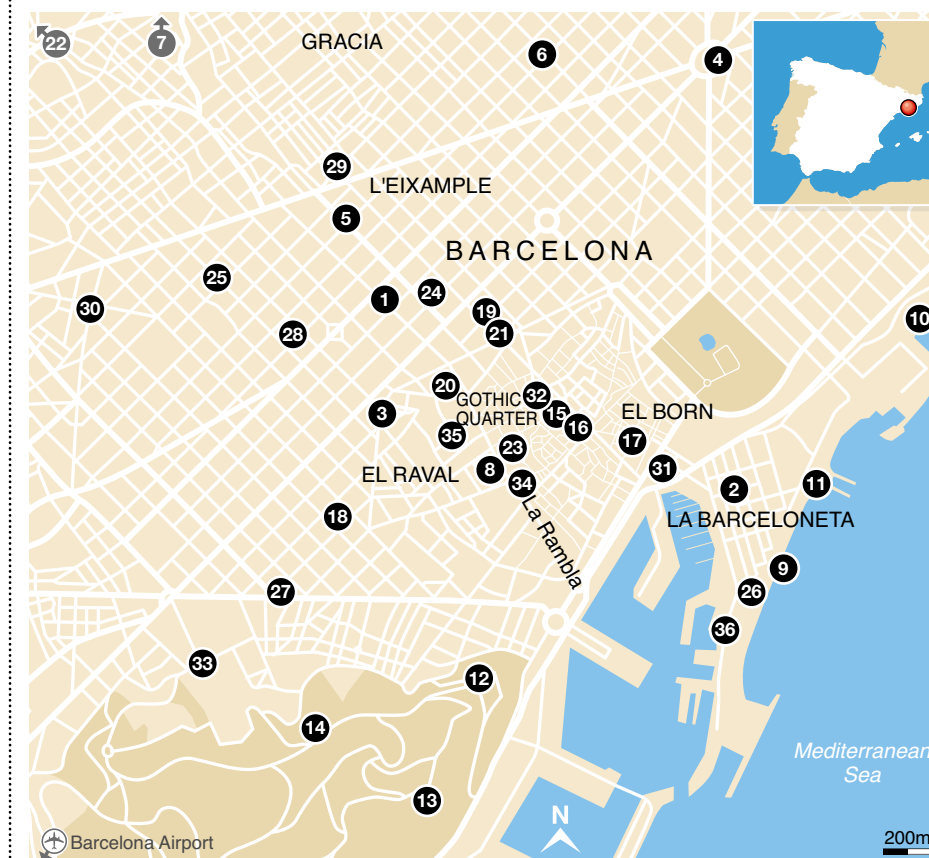 22
7
GRACIA
6
4
29
L'EIXAMPLE
5
BARCELONA
25
24
1
30
19
10
21
28
20
32
GOTHIC
QUARTER
15
3
EL BORN
16
35
17
23
EL RAVAL
8
31
34
2
11
La Rambla
18
LA BARCELONETA
9
27
26
36
33
12
14
Mediterranean
Sea
13
N
Barcelona Airport
200m